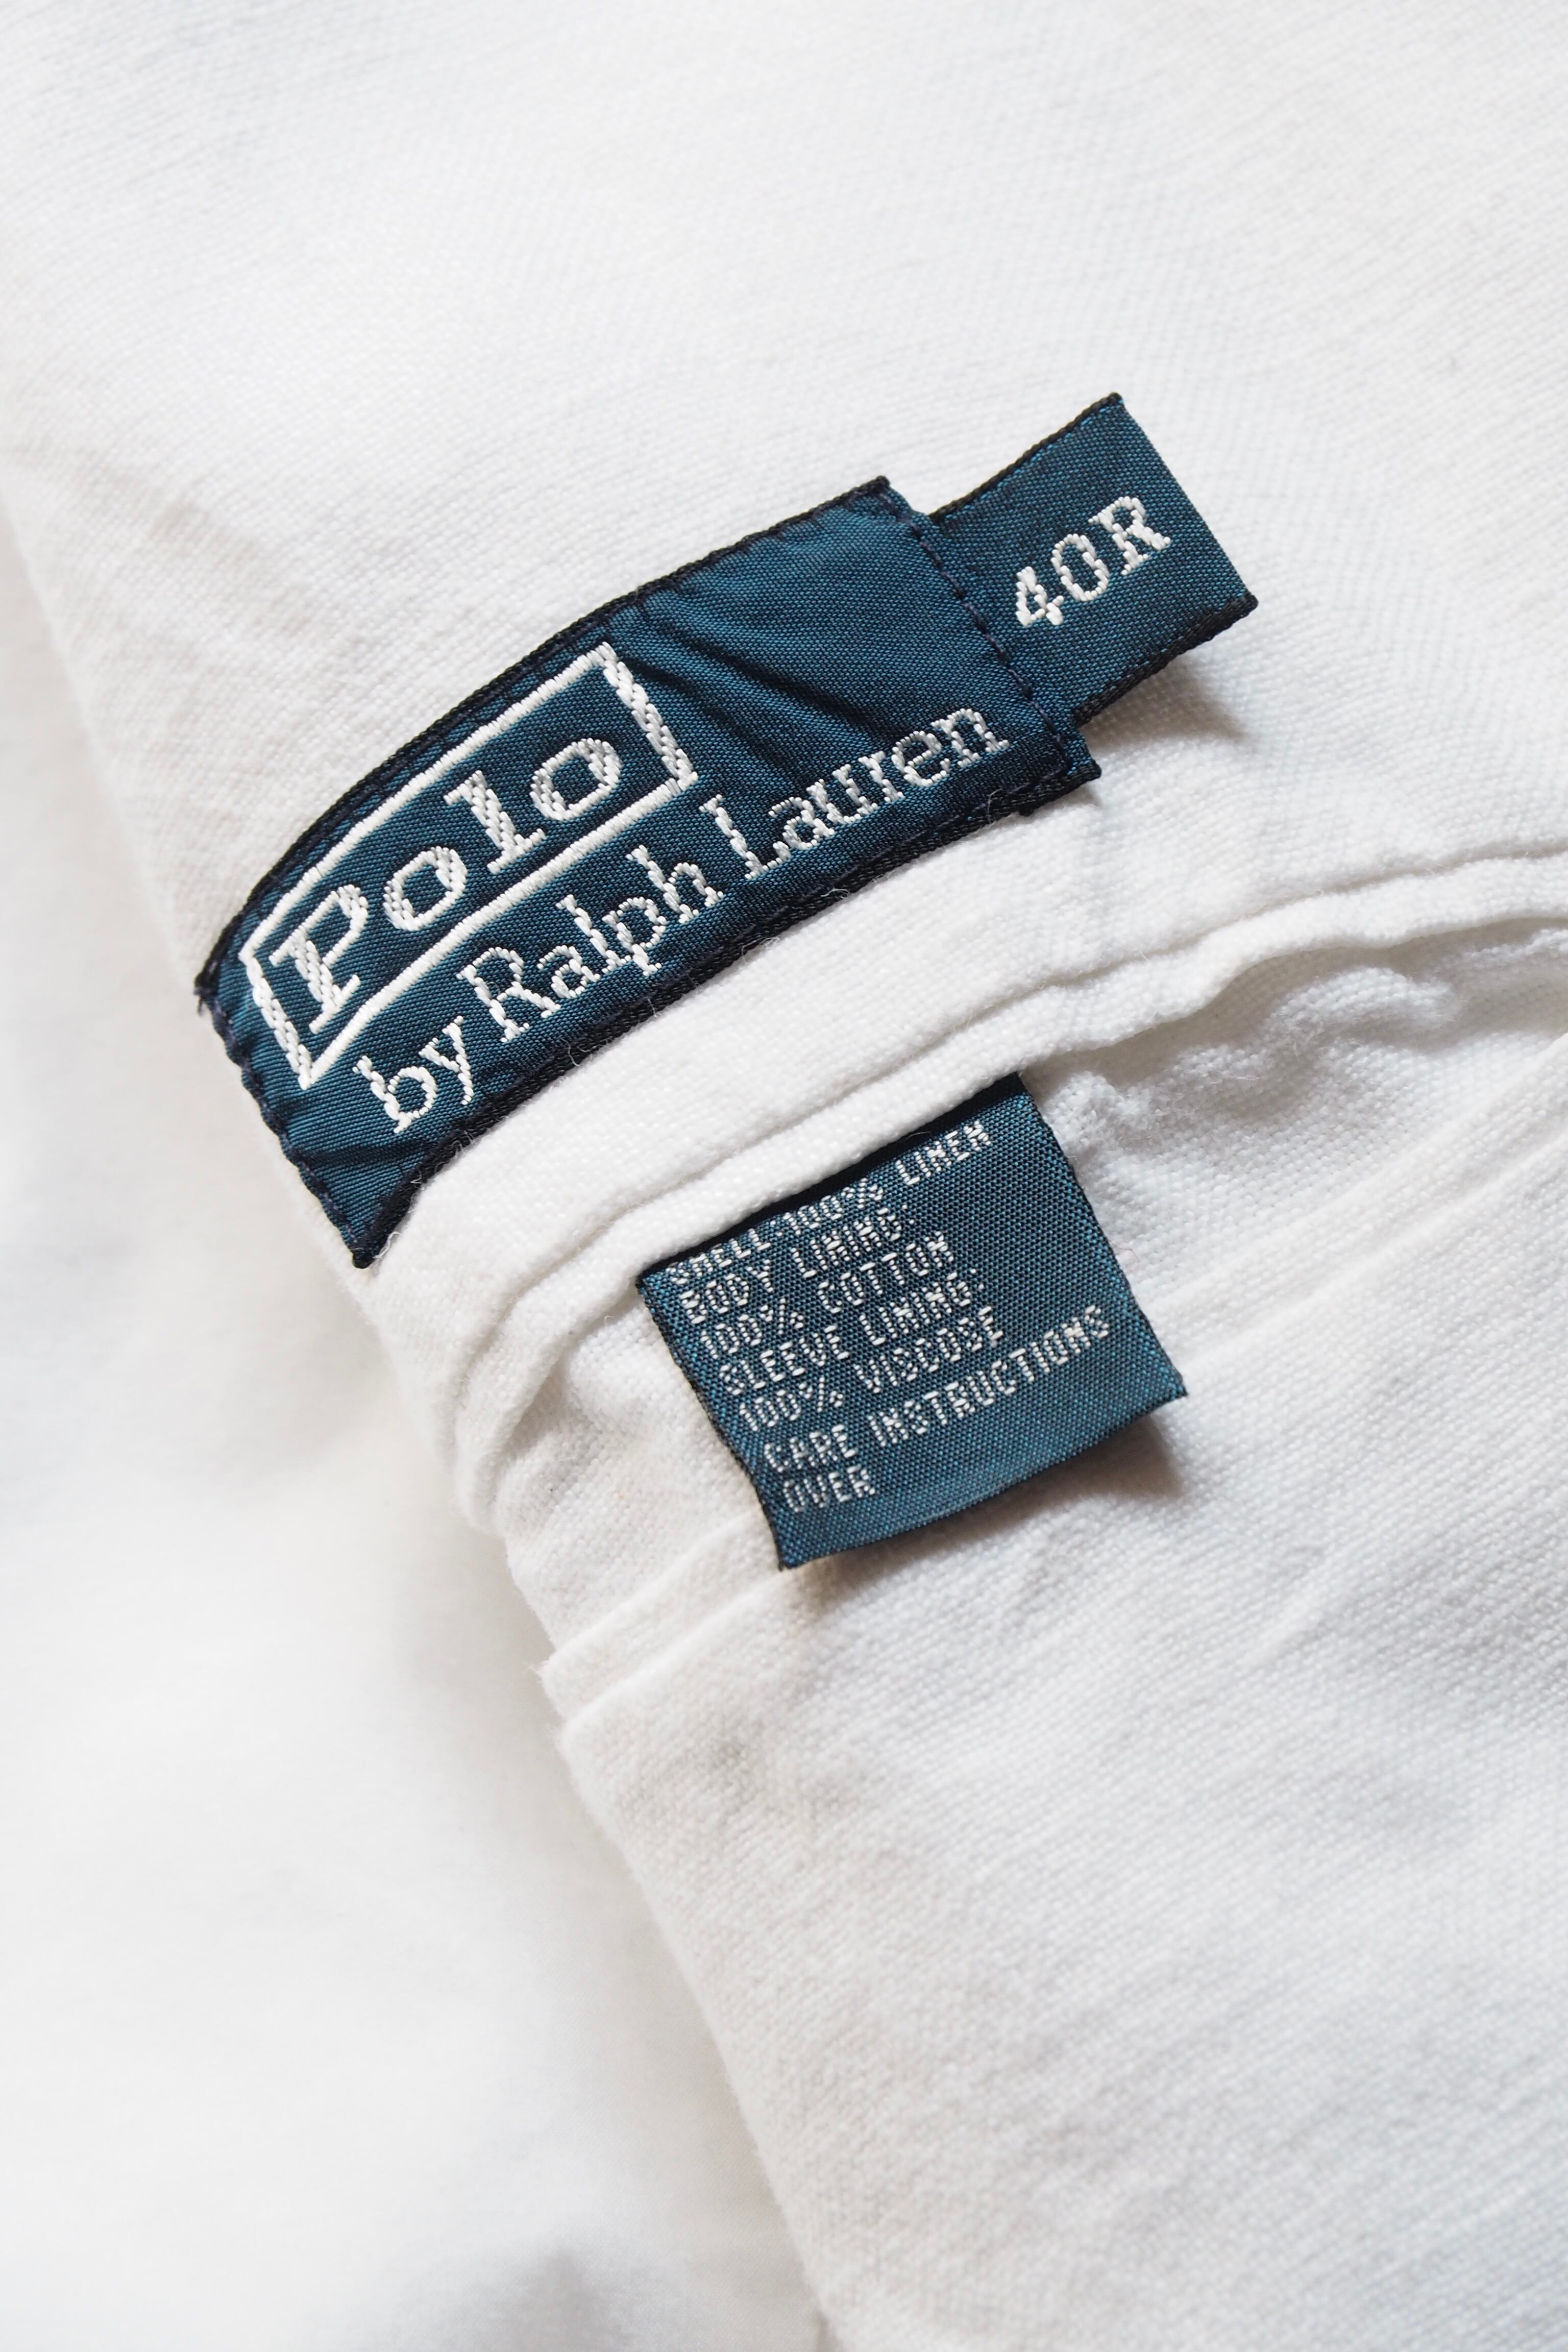 Polo
by Ralph Lauren
40R
SHELL:100% LINEN
BODY LINING:
100% COTTON
SLEEVE LINING:
100% VISCOSE
CARE INSTRUCTIONS
OVER